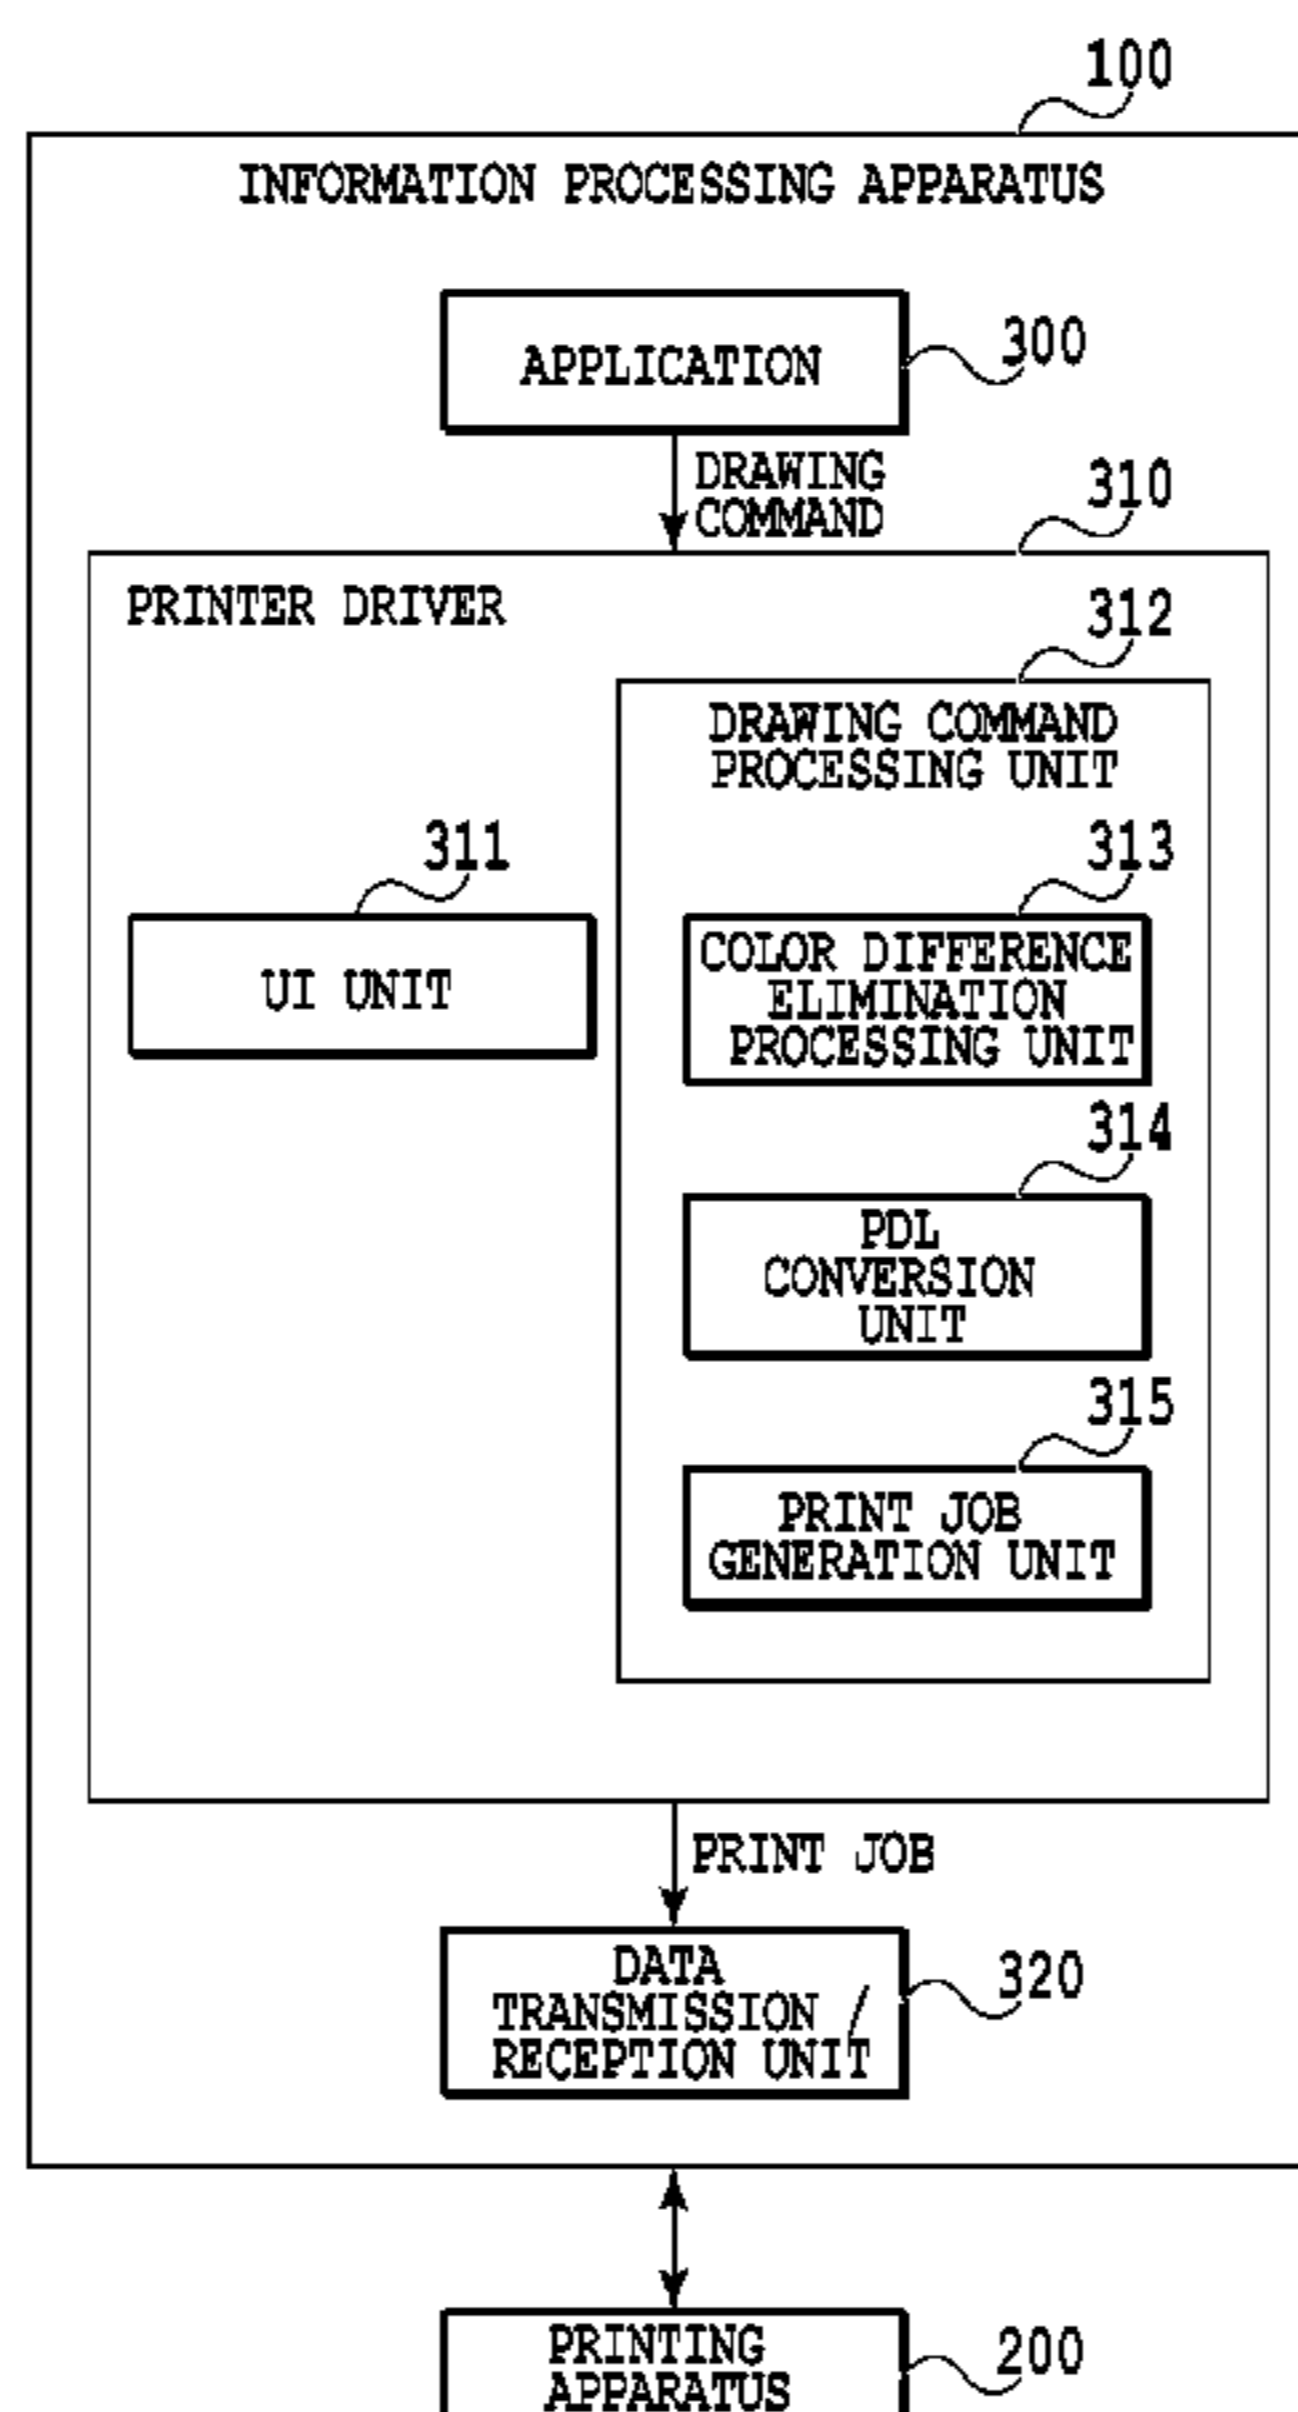 100
INFORMATION PROCESSING APPARATUS
APPLICATION
300
DRAWING
COMMAND
310
PRINTER DRIVER
312
DRAWING COMMAND
PROCESSING UNIT
311
UI UNIT
313
COLOR DIFFERENCE
ELIMINATION
PROCESSING UNIT
314
PDL
CONVERSION
UNIT
315
PRINT JOB
GENERATION UNIT
PRINT JOB
DATA
TRANSMISSION /
RECEPTION UNIT
320
PRINTING
APPARATUS
200